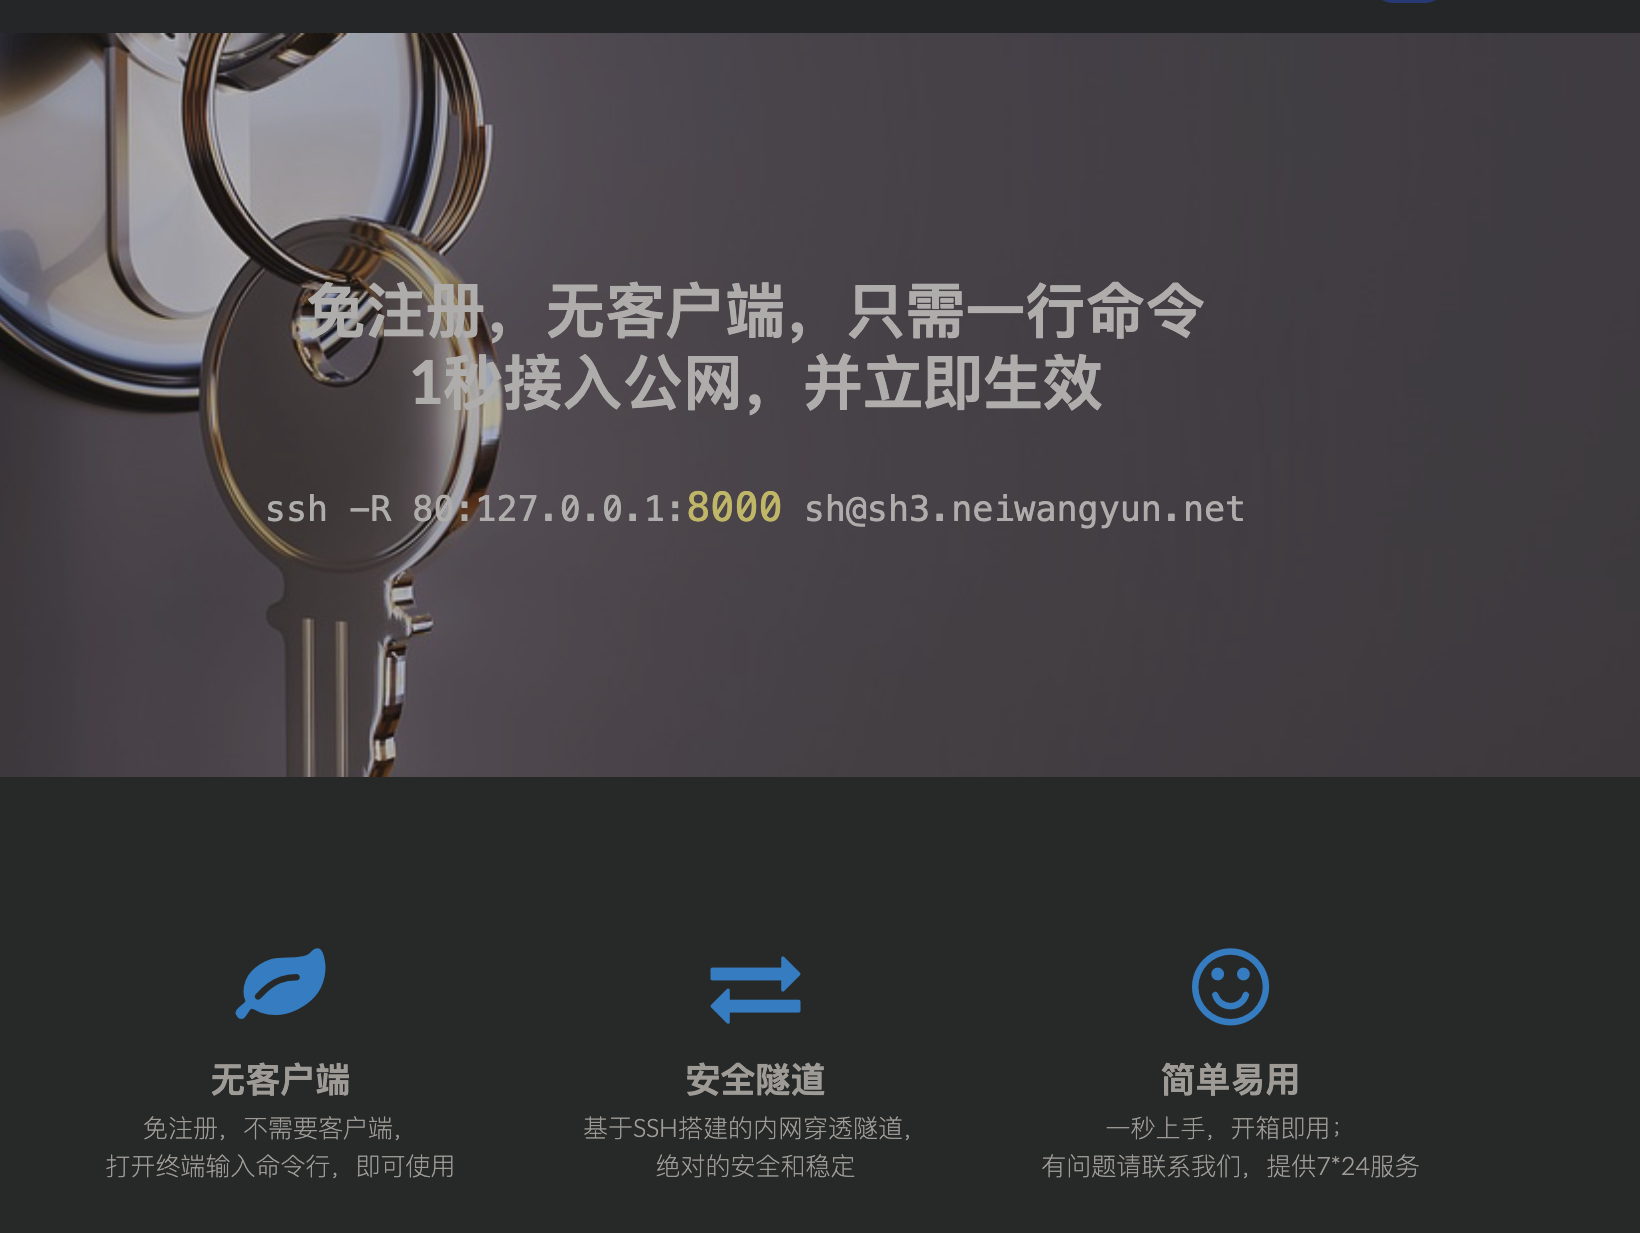 免注册，无客户端，只需一行命令
1秒接入公网，并立即生效
ssh -R 80:127.0.0.1:8000 sh@sh3.neiwangyun.net
无客户端
免注册，不需要客户端，
打开终端输入命令行，即可使用
安全隧道
基于SSH搭建的内网穿透隧道，
绝对的安全和稳定
简单易用
一秒上手，开箱即用；
有问题请联系我们，提供7*24服务